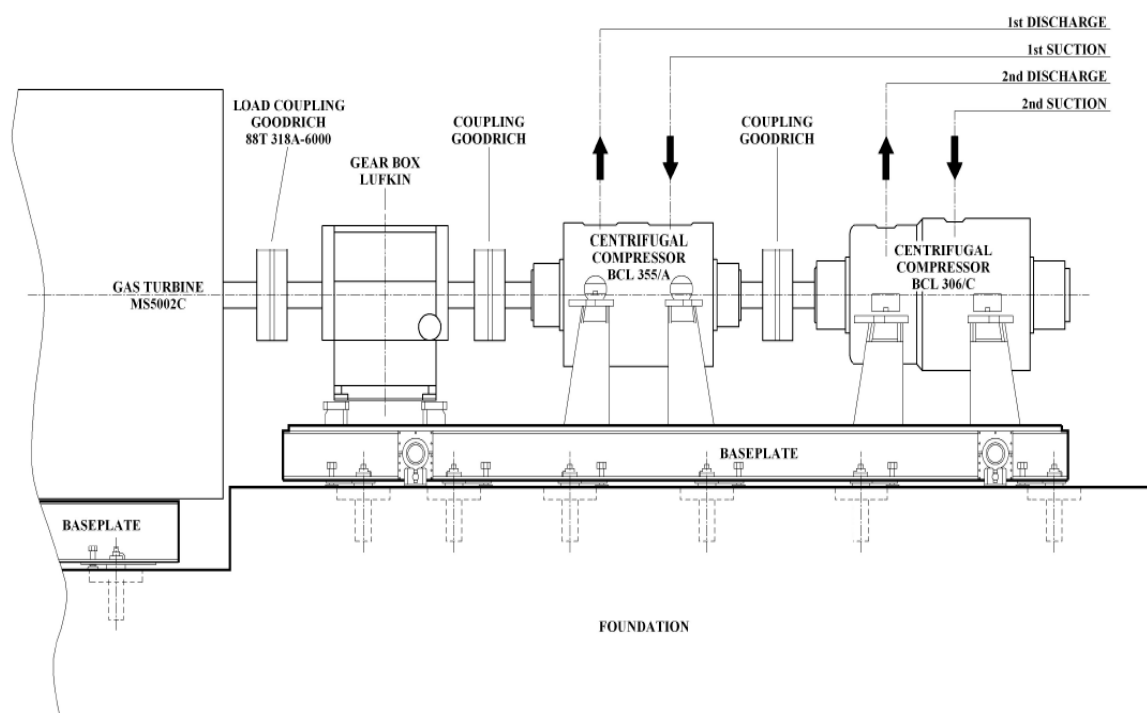 1st DISCHARGE
1st SUCTION
2nd DISCHARGE
2nd SUCTION
LOAD COUPLING
GOODRICH
88T 318A-6000
COUPLING
GOODRICH
COUPLING
GOODRICH
GEAR BOX
LUFKIN
CENTRIFUGAL
COMPRESSOR
BCL 355/A
CENTRIFUGAL
COMPRESSOR
BCL 306/C
GAS TURBINE
MS5002C
BASEPLATE
BASEPLATE
FOUNDATION